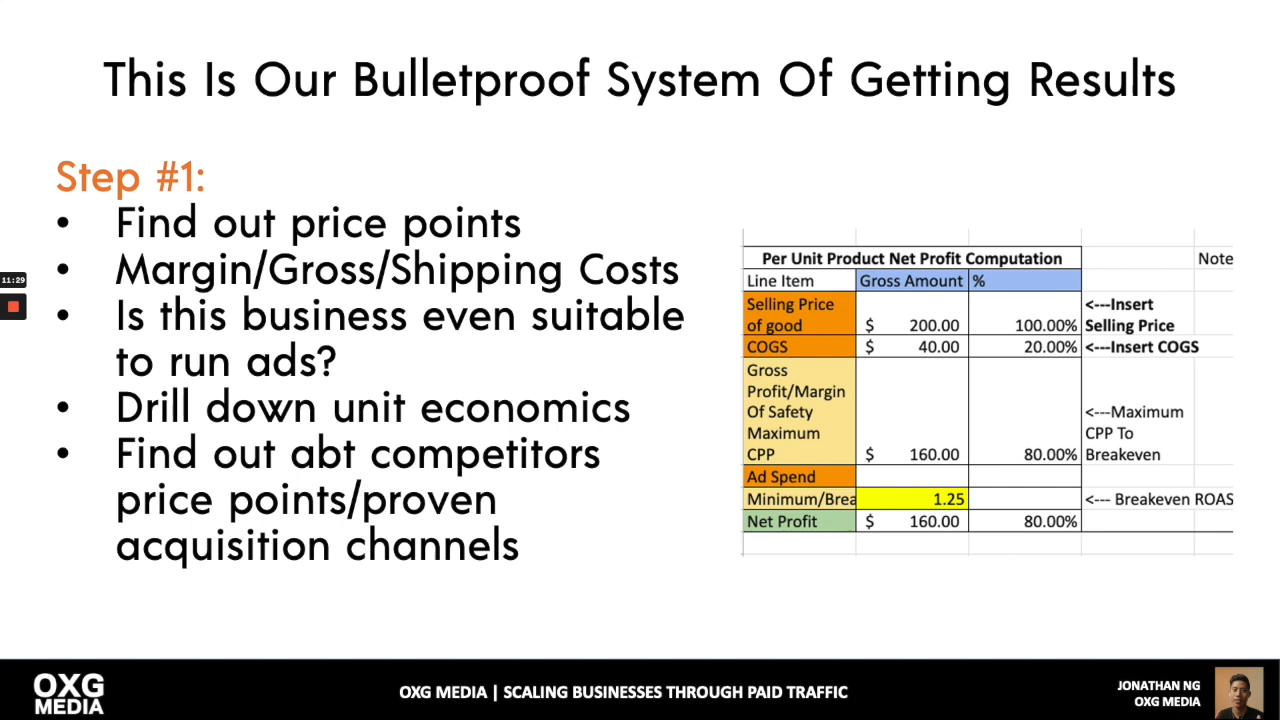 This Is Our Bulletproof System Of Getting Results
Step #1:
• Find out price points
• Margin/Gross/Shipping Costs
• Is this business even suitable
to run ads?
• Drill down unit economics
• Find out abt competitors
price points/proven
acquisition channels
11:29
Per Unit Product Net Profit Computation
Note
Line Item Gross Amount %
Selling Price
of good $ 200.00 100.00% <---Insert
Selling Price
COGS $ 40.00 20.00% <---Insert COGS
Gross
Profit/Margin
Of Safety
Maximum
CPP $ 160.00 80.00% <---Maximum
CPP To
Breakeven
Ad Spend
Minimum/Brea 1.25 <--- Breakeven ROAS
Net Profit $ 160.00 80.00%
OXG
MEDIA
OXG MEDIA | SCALING BUSINESSES THROUGH PAID TRAFFIC
JONATHAN NG
OXG MEDIA